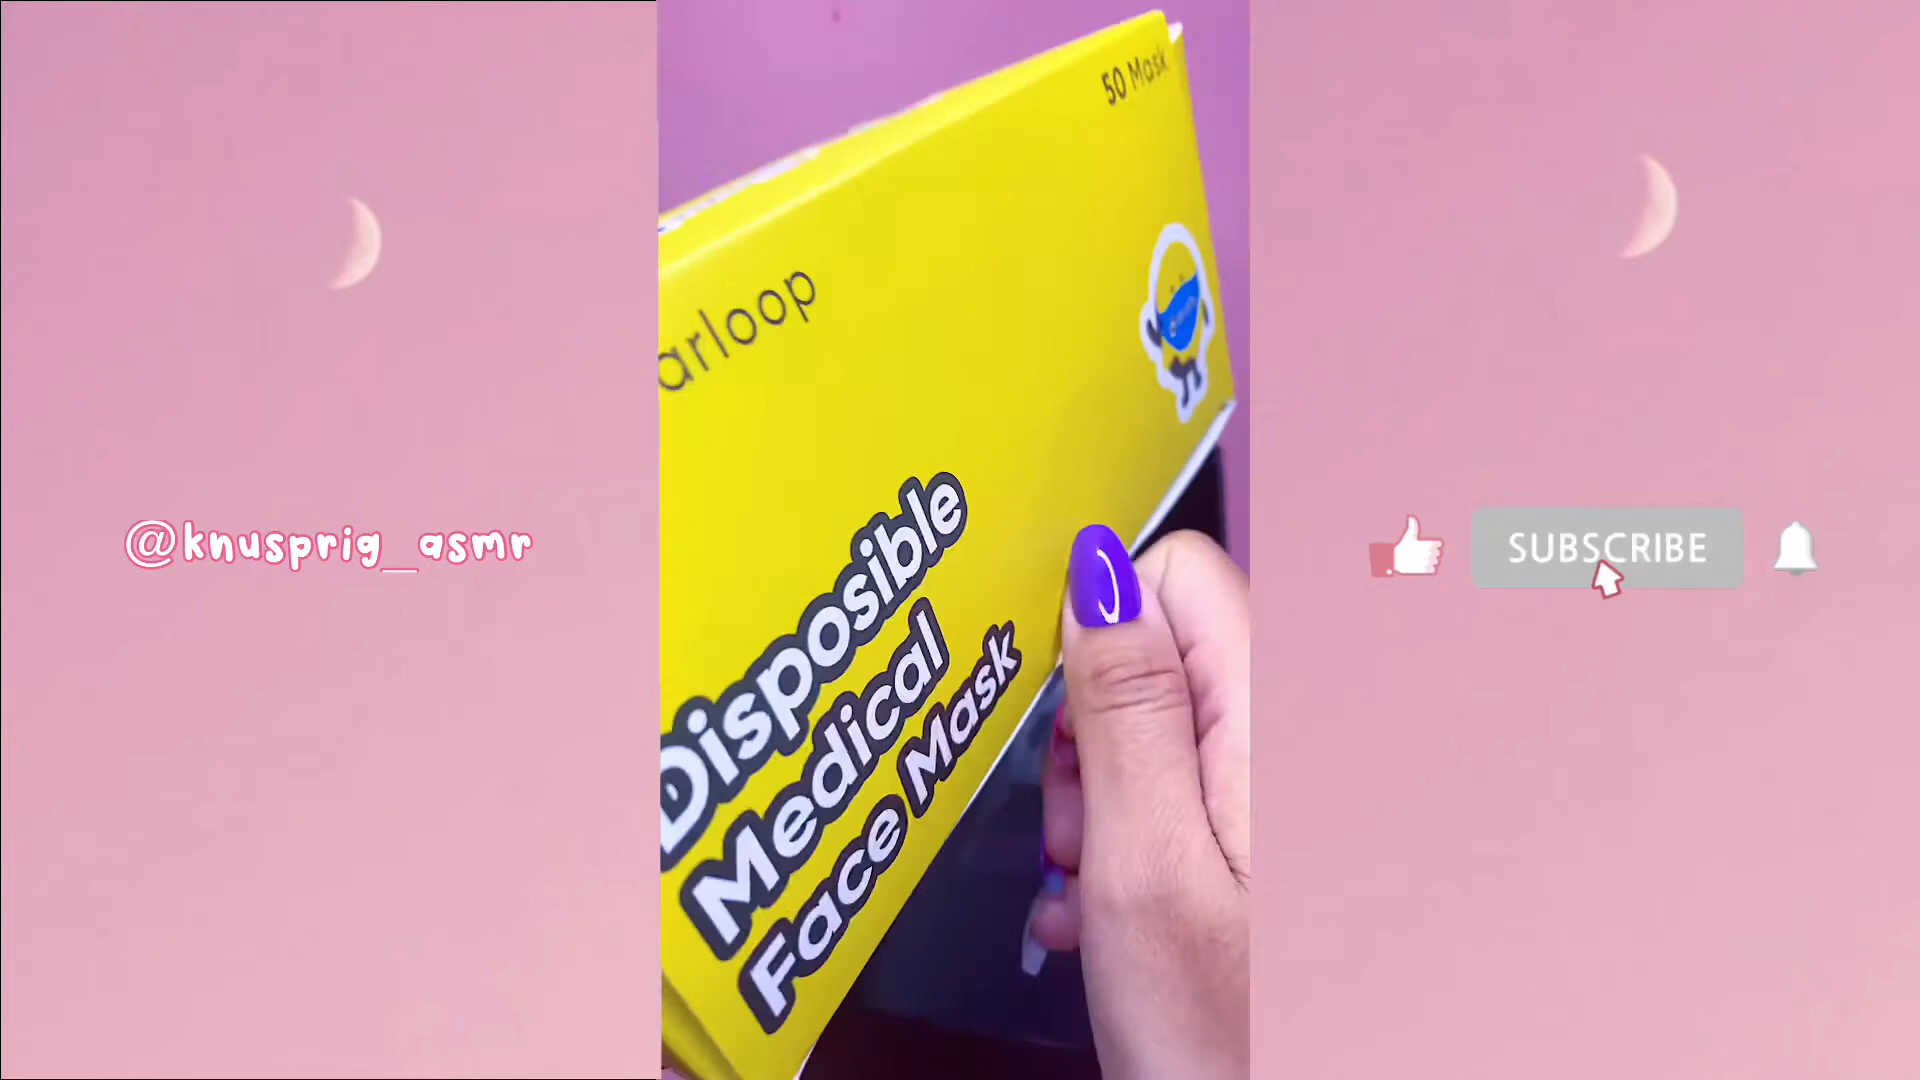 50 Mask
arloop
Disposible
Medical
Face Mask
@knusprig_asmr
SUBSCRIBE